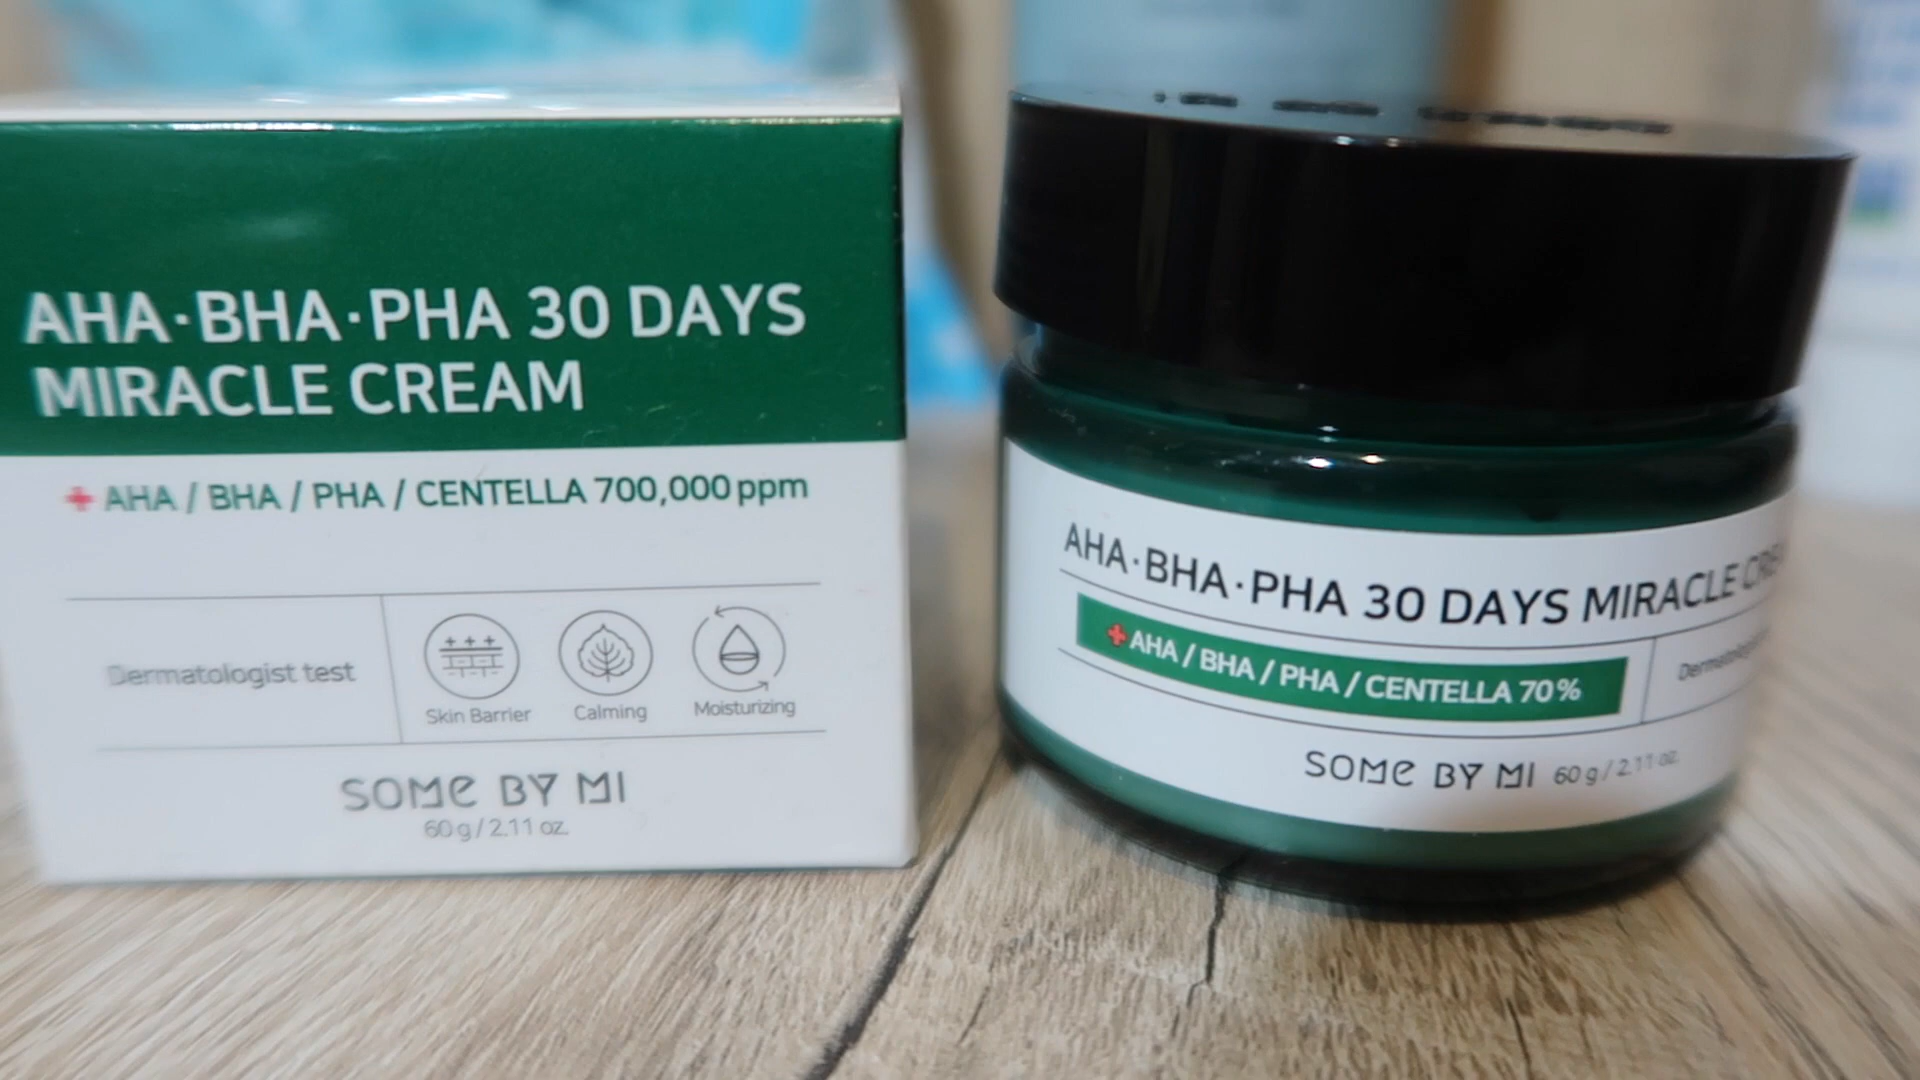 AHA·BHA·PHA 30 DAYS
MIRACLE CREAM
AHA / BHA / PHA / CENTELLA 700,000 ppm
Dermatologist test
Skin Barrier
Calming
Moisturizing
SOME BY MI
60 g / 2.11 oz.
AHA·BHA·PHA 30 DAYS MIRACLE
AHA / BHA / PHA / CENTELLA 70%
SOME BY MI 60 g / 2.11 oz.